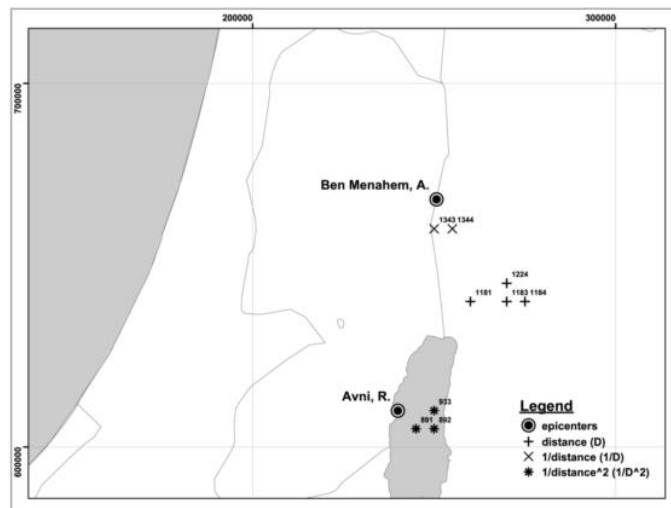 200000 300000
700000
Ben Menahem, A.
1343 1344
1224
1181 1183 1184
Avni, R.
933
891 892
600000
Legend
epicenters
distance (D)
1/distance (1/D)
1/distance^2 (1/D^2)